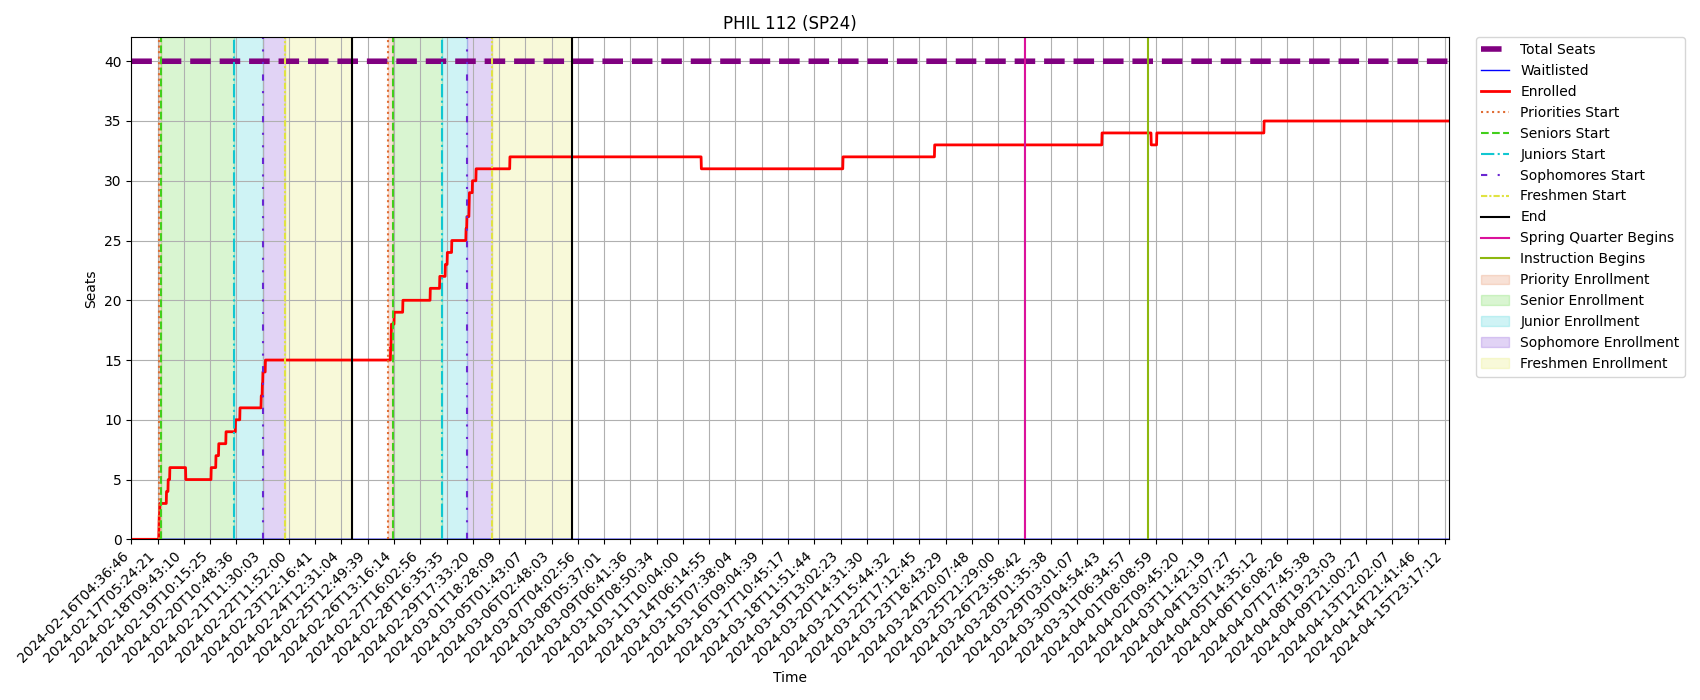 PHIL 112 (SP24)
Seats
40
35
30
25
20
15
10
5
0
2024-02-16T04:36:46
2024-02-17T05:24:21
2024-02-18T09:43:10
2024-02-19T10:15:25
2024-02-20T10:48:36
2024-02-21T11:30:03
2024-02-22T11:52:00
2024-02-23T12:16:41
2024-02-24T12:31:04
2024-02-25T12:49:39
2024-02-26T13:16:14
2024-02-27T16:02:56
2024-02-28T16:35:35
2024-02-29T17:33:20
2024-03-01T18:28:09
2024-03-05T01:43:07
2024-03-06T02:48:03
2024-03-07T04:02:56
2024-03-08T05:37:01
2024-03-09T06:41:36
2024-03-10T08:50:34
2024-03-11T10:04:00
2024-03-14T06:14:55
2024-03-15T07:38:04
2024-03-16T09:04:39
2024-03-17T10:45:17
2024-03-18T11:51:44
2024-03-19T13:02:23
2024-03-20T14:31:30
2024-03-21T15:44:32
2024-03-22T17:12:45
2024-03-23T18:43:29
2024-03-24T20:07:48
2024-03-25T21:29:00
2024-03-26T23:58:42
2024-03-28T01:35:38
2024-03-29T03:01:07
2024-03-30T04:54:43
2024-03-31T06:34:57
2024-04-01T08:08:59
2024-04-02T09:45:20
2024-04-03T11:42:19
2024-04-04T13:07:27
2024-04-05T14:35:12
2024-04-06T16:08:26
2024-04-07T17:45:38
2024-04-08T19:23:03
2024-04-09T21:00:27
2024-04-13T12:02:07
2024-04-14T21:41:46
2024-04-15T23:17:12
Time
Total Seats
Waitlisted
Enrolled
Priorities Start
Seniors Start
Juniors Start
Sophomores Start
Freshmen Start
End
Spring Quarter Begins
Instruction Begins
Priority Enrollment
Senior Enrollment
Junior Enrollment
Sophomore Enrollment
Freshmen Enrollment